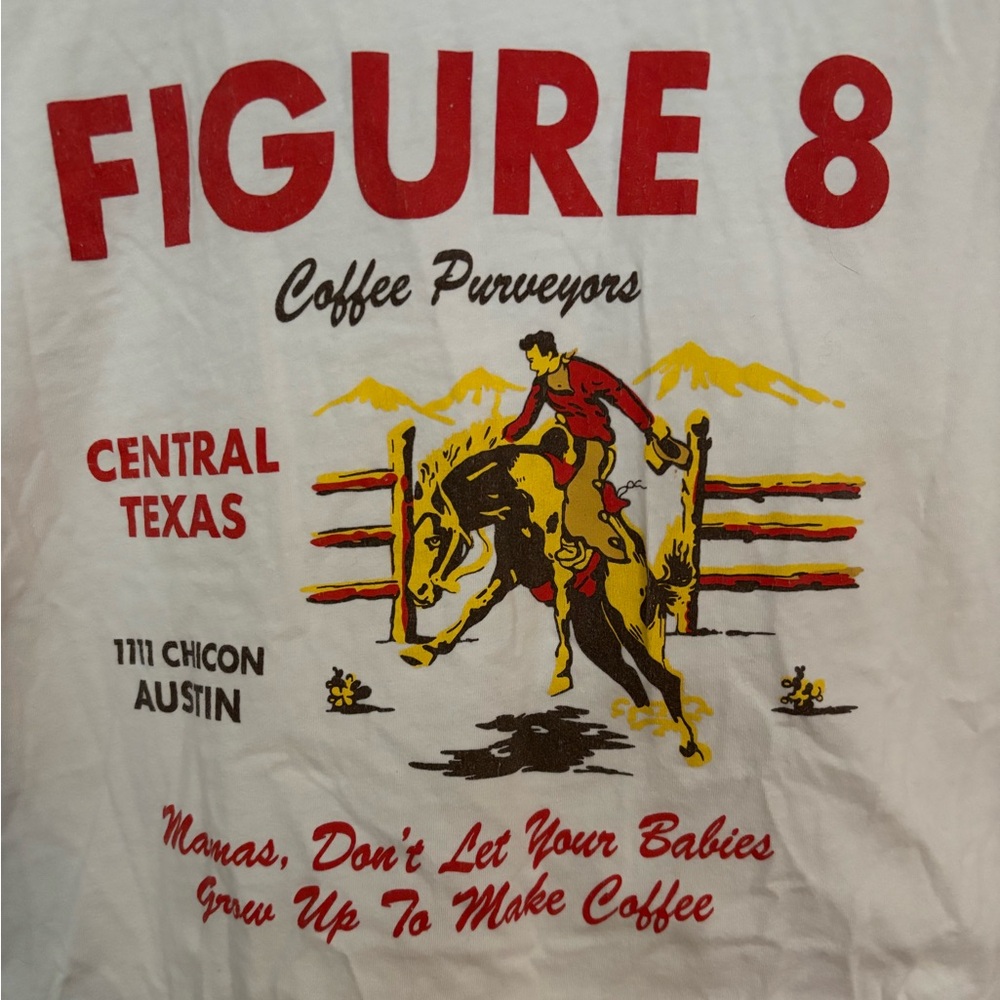 FIGURE 8
Coffee Purveyors
CENTRAL
TEXAS
1111 CHICON
AUSTIN
Mamas, Don't Let Your Babies
Grow Up To Make Coffee